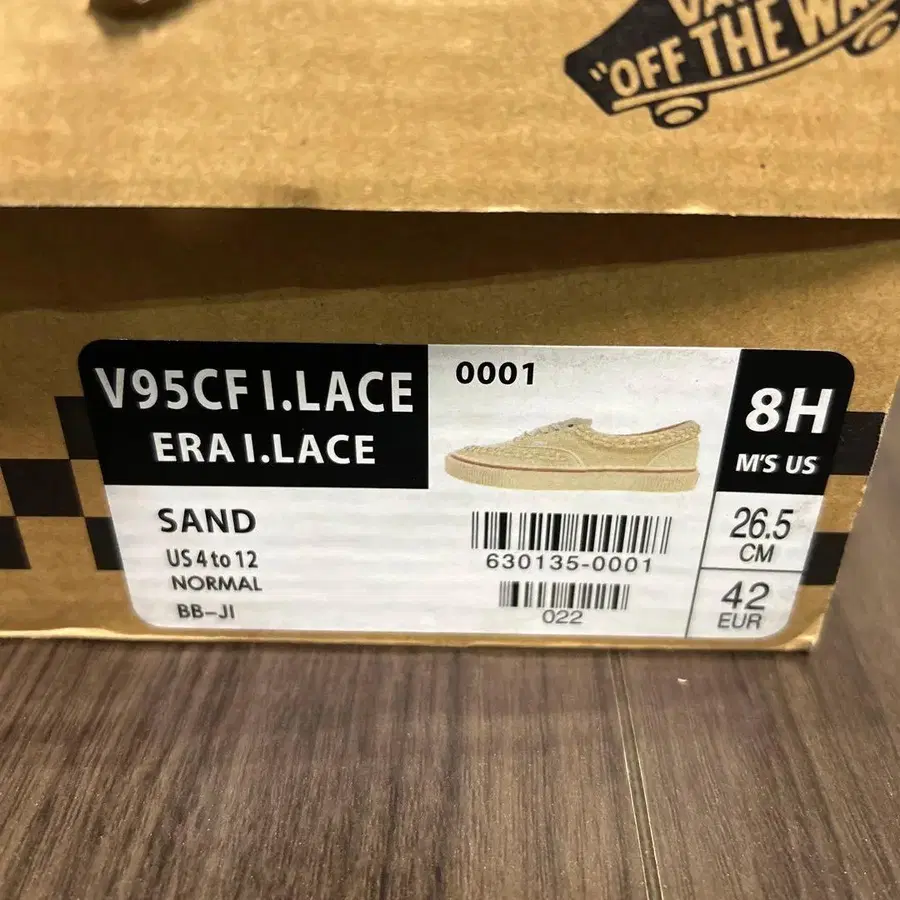 "OFF THE WALL
V95CF I.LACE
ERA I.LACE
0001
8H
M'S US
SAND
US 4 to 12
NORMAL
BB-JI
630135-0001
022
26.5
CM
42
EUR